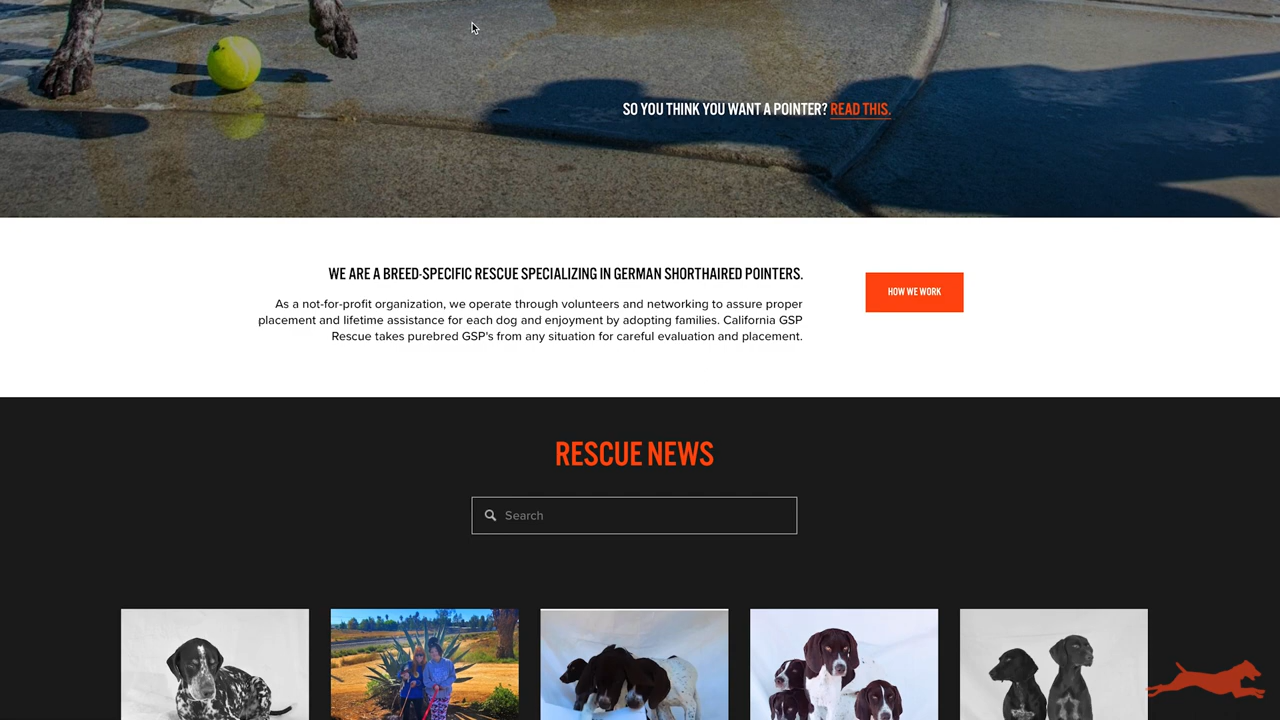 SO YOU THINK YOU WANT A POINTER? READ THIS.
WE ARE A BREED-SPECIFIC RESCUE SPECIALIZING IN GERMAN SHORTHAIRED POINTERS.
As a not-for-profit organization, we operate through volunteers and networking to assure proper
placement and lifetime assistance for each dog and enjoyment by adopting families. California GSP
Rescue takes purebred GSP's from any situation for careful evaluation and placement.
HOW WE WORK
RESCUE NEWS
Search